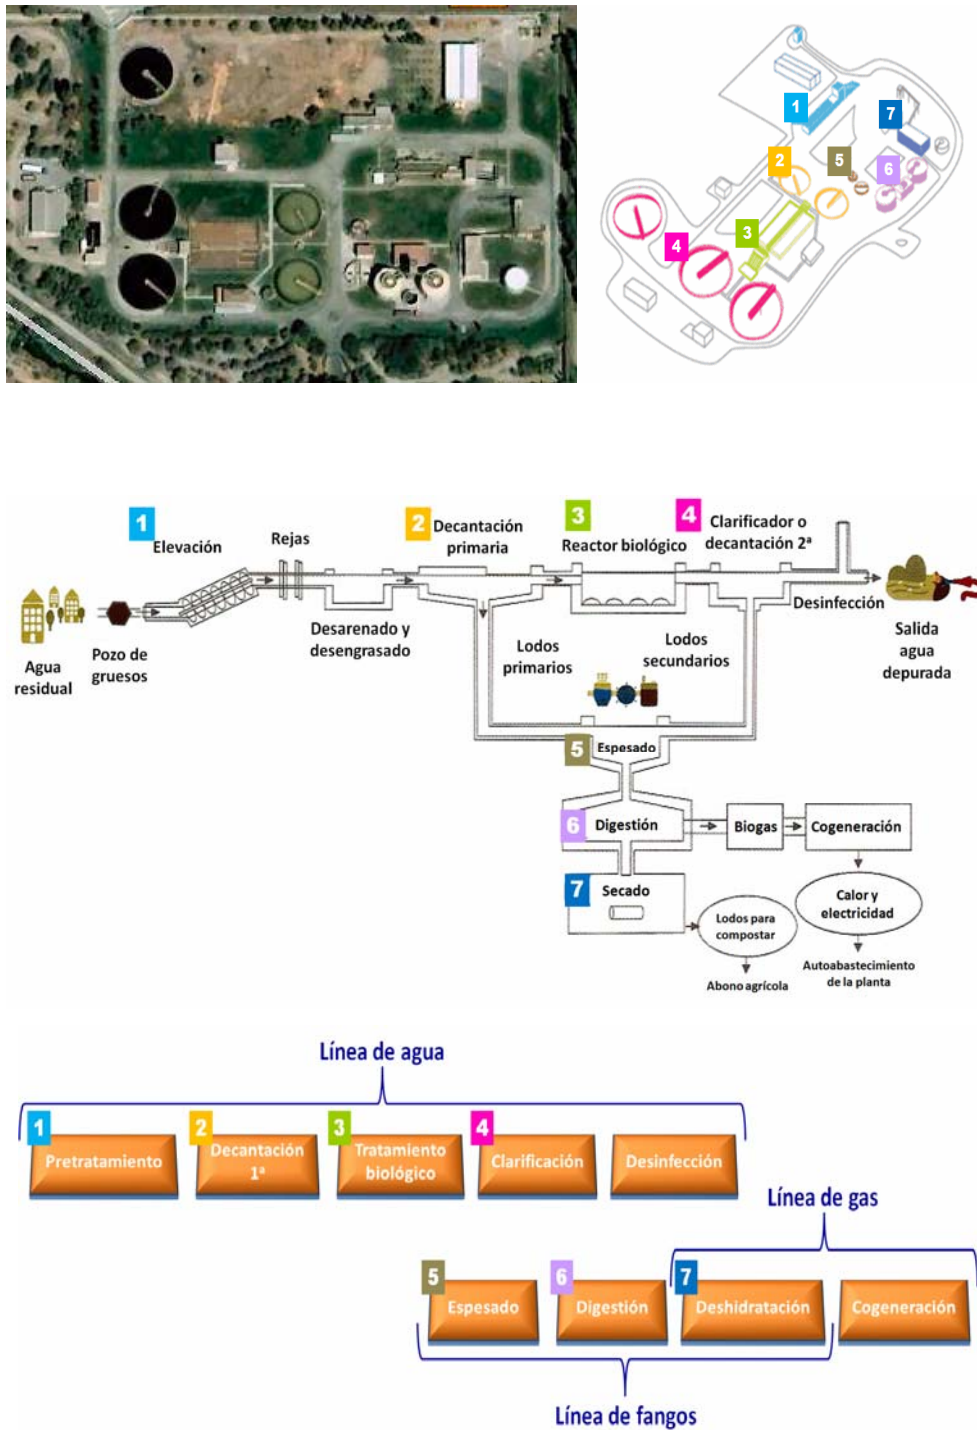 1
7
2
5
6
3
4
1
Elevación
Rejas
2
Decantación
primaria
3
Reactor biológico
4
Clarificador o
decantación 2ª
Agua
residual
Pozo de
gruesos
Desarenado y
desengrasado
Lodos
primarios
Lodos
secundarios
Desinfección
Salida
agua
depurada
5
Espesado
6
Digestión
Biogas
Cogeneración
7
Secado
Lodos para
compostar
Calor y
electricidad
Abono agrícola
Autoabastecimiento
de la planta
Línea de agua
1
Pretratamiento
2
Decantación
1ª
3
Tratamiento
biológico
4
Clarificación
Desinfección
Línea de gas
5
Espesado
6
Digestión
7
Deshidratación
Cogeneración
Línea de fangos